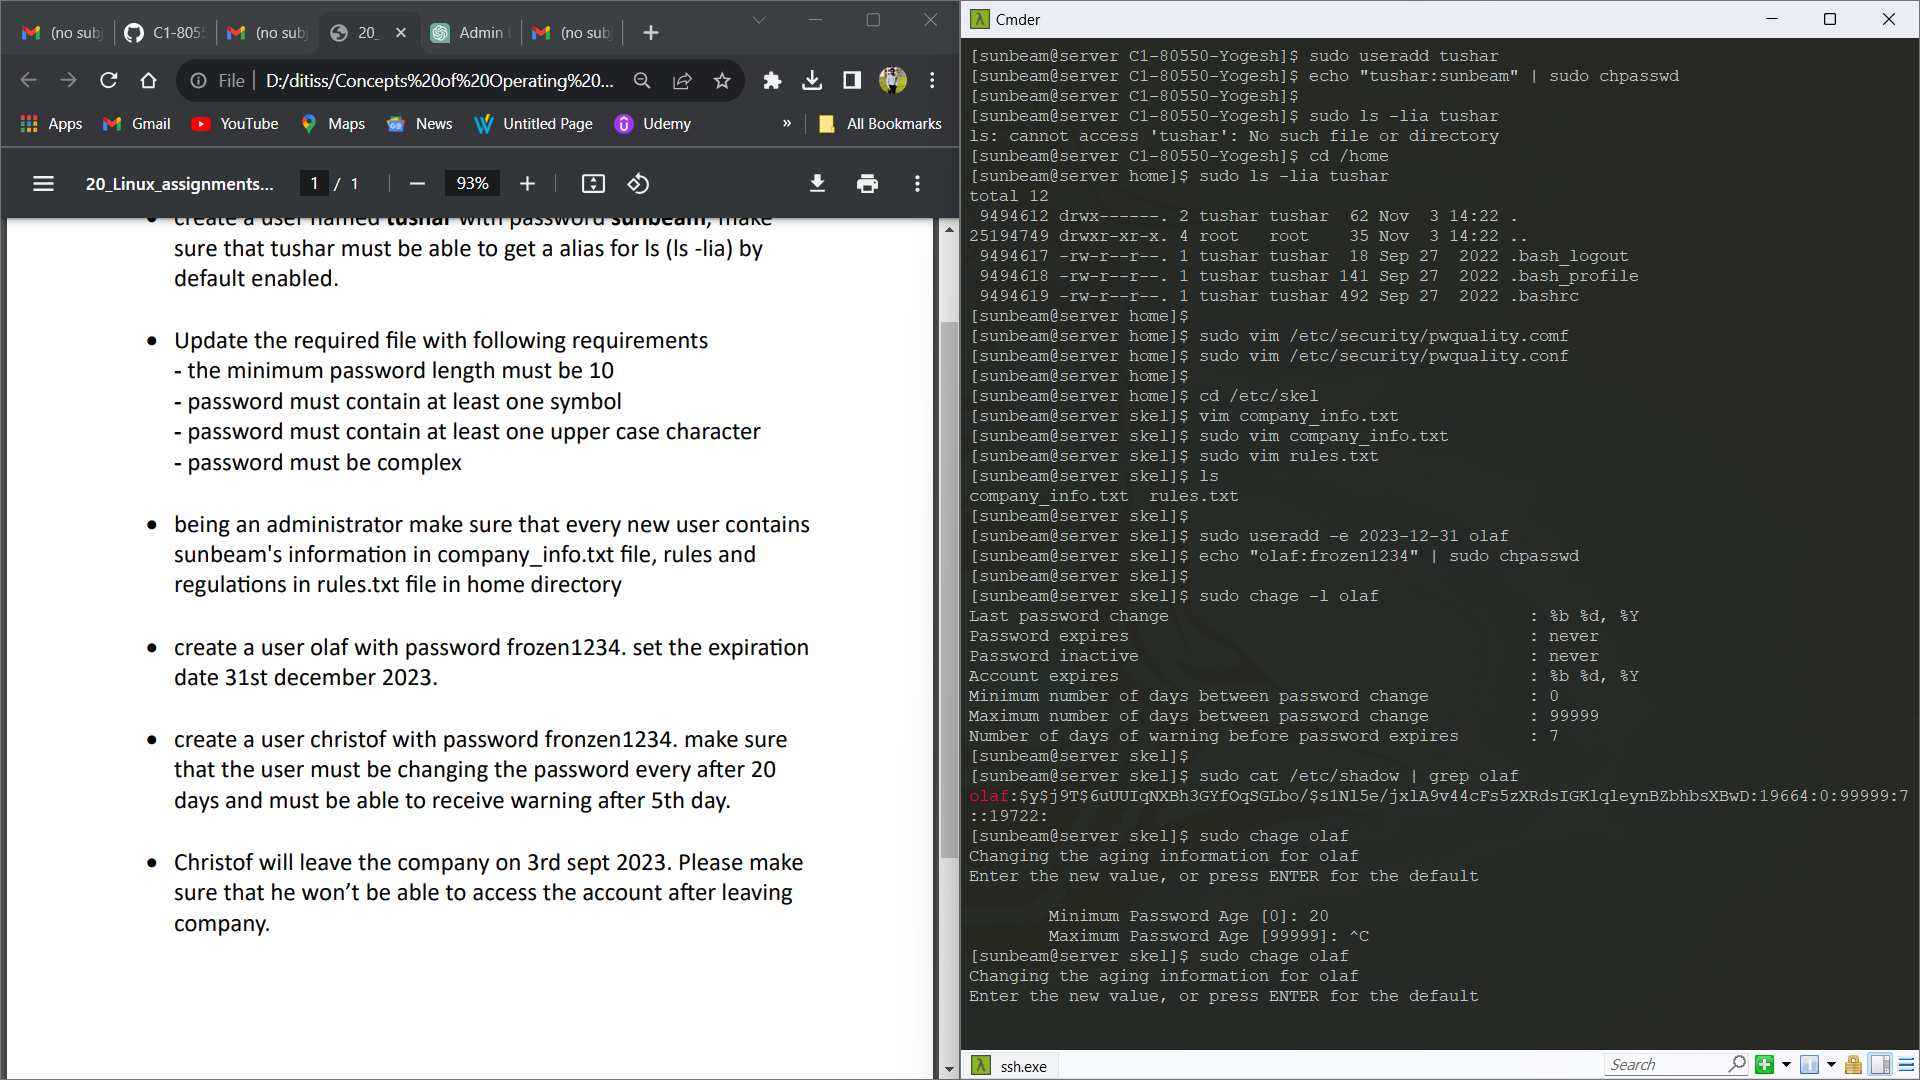 (no subj
C1-8055
(no subj
20_
Admin
(no sub
File
D:/ditiss/Concepts%20of%20Operating%20...
Apps
Gmail
YouTube
Maps
News
Untitled Page
Udemy
»
All Bookmarks
20_Linux_assignments...
1 / 1
93%
create a user named tushar with password sunbeam, make
sure that tushar must be able to get a alias for ls (ls -lia) by
default enabled.
• Update the required file with following requirements
- the minimum password length must be 10
- password must contain at least one symbol
- password must contain at least one upper case character
- password must be complex
• being an administrator make sure that every new user contains
sunbeam's information in company_info.txt file, rules and
regulations in rules.txt file in home directory
• create a user olaf with password frozen1234. set the expiration
date 31st december 2023.
• create a user christof with password fronzen1234. make sure
that the user must be changing the password every after 20
days and must be able to receive warning after 5th day.
• Christof will leave the company on 3rd sept 2023. Please make
sure that he won’t be able to access the account after leaving
company.
Cmder
[sunbeam@server C1-80550-Yogesh]$ sudo useradd tushar
[sunbeam@server C1-80550-Yogesh]$ echo "tushar:sunbeam" | sudo chpasswd
[sunbeam@server C1-80550-Yogesh]$
[sunbeam@server C1-80550-Yogesh]$ sudo ls -lia tushar
ls: cannot access 'tushar': No such file or directory
[sunbeam@server C1-80550-Yogesh]$ cd /home
[sunbeam@server home]$ sudo ls -lia tushar
total 12
 9494612 drwx------. 2 tushar tushar  62 Nov  3 14:22 .
25194749 drwxr-xr-x. 4 root   root    35 Nov  3 14:22 ..
 9494617 -rw-r--r--. 1 tushar tushar  18 Sep 27  2022 .bash_logout
 9494618 -rw-r--r--. 1 tushar tushar 141 Sep 27  2022 .bash_profile
 9494619 -rw-r--r--. 1 tushar tushar 492 Sep 27  2022 .bashrc
[sunbeam@server home]$
[sunbeam@server home]$ sudo vim /etc/security/pwquality.comf
[sunbeam@server home]$ sudo vim /etc/security/pwquality.conf
[sunbeam@server home]$
[sunbeam@server home]$ cd /etc/skel
[sunbeam@server skel]$ vim company_info.txt
[sunbeam@server skel]$ sudo vim company_info.txt
[sunbeam@server skel]$ sudo vim rules.txt
[sunbeam@server skel]$ ls
company_info.txt  rules.txt
[sunbeam@server skel]$
[sunbeam@server skel]$ sudo useradd -e 2023-12-31 olaf
[sunbeam@server skel]$ echo "olaf:frozen1234" | sudo chpasswd
[sunbeam@server skel]$
[sunbeam@server skel]$ sudo chage -l olaf
Last password change : %b %d, %Y
Password expires : never
Password inactive : never
Account expires : %b %d, %Y
Minimum number of days between password change : 0
Maximum number of days between password change : 99999
Number of days of warning before password expires : 7
[sunbeam@server skel]$
[sunbeam@server skel]$ sudo cat /etc/shadow | grep olaf
olaf:$y$j9T$6uUUIqNXBh3GYfOqSGLbo/$s1Nl5e/jxlA9v44cFs5zXRdsIGKlqleynBZbhbsXBwD:19664:0:99999:7
::19722:
[sunbeam@server skel]$ sudo chage olaf
Changing the aging information for olaf
Enter the new value, or press ENTER for the default
Minimum Password Age [0]: 20
Maximum Password Age [99999]: ^C
[sunbeam@server skel]$ sudo chage olaf
Changing the aging information for olaf
Enter the new value, or press ENTER for the default
ssh.exe
Search